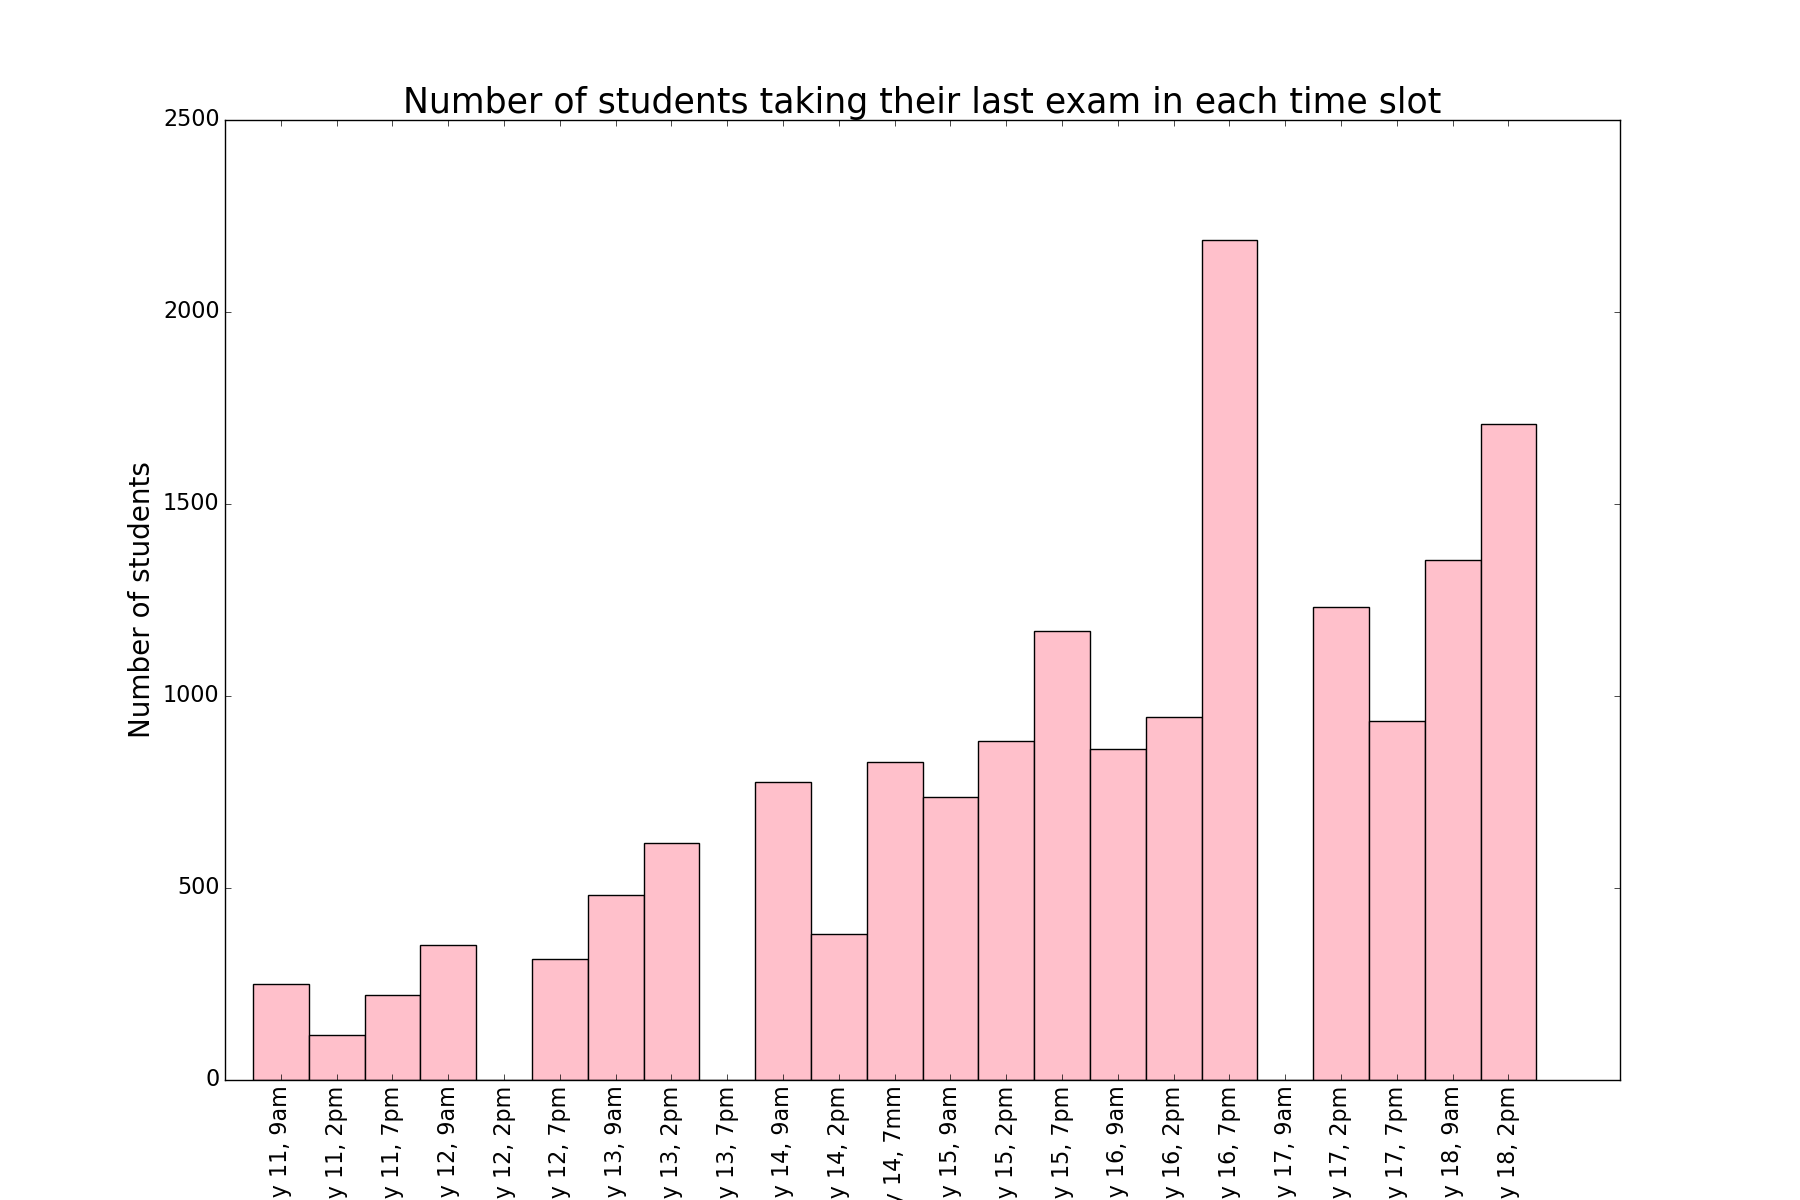 Number of students taking their last exam in each time slot
Number of students
2500
2000
1500
1000
500
0
y 11, 9am
y 11, 2pm
y 11, 7pm
y 12, 9am
y 12, 2pm
y 12, 7pm
y 13, 9am
y 13, 2pm
y 13, 7pm
y 14, 9am
y 14, 2pm
y 14, 7mm
y 15, 9am
y 15, 2pm
y 15, 7pm
y 16, 9am
y 16, 2pm
y 16, 7pm
y 17, 9am
y 17, 2pm
y 17, 7pm
y 18, 9am
y 18, 2pm